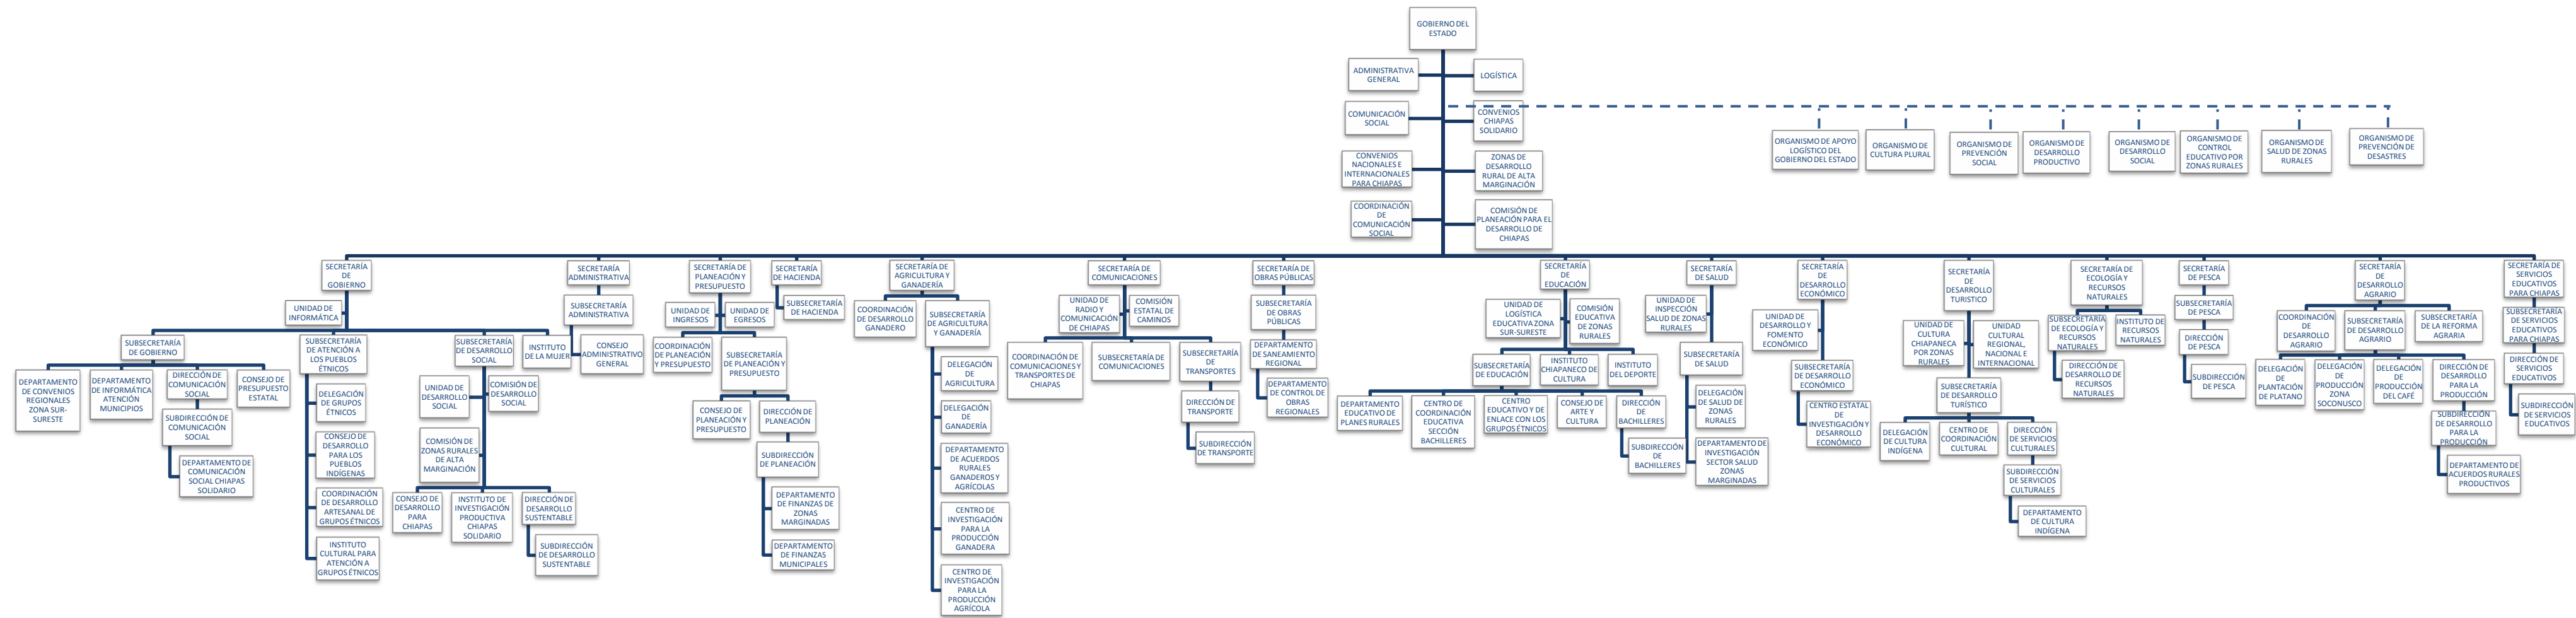 GOBIERNO DEL
ESTADO
ADMINISTRATIVA
GENERAL
LOGÍSTICA
COMUNICACIÓN
SOCIAL
CONVENIOS
CHIAPAS
SOLIDARIO
CONVENIOS
NACIONALES E
INTERNACIONALES
PARA CHIAPAS
ZONAS DE
DESARROLLO
RURAL DE ALTA
MARGINACIÓN
COORDINACIÓN
DE
COMUNICACIÓN
SOCIAL
COMISIÓN DE
PLANEACIÓN PARA EL
DESARROLLO DE
CHIAPAS
ORGANISMO DE APOYO
LOGÍSTICO DEL
GOBIERNO DEL ESTADO
ORGANISMO DE
CULTURA PLURAL
ORGANISMO DE
PREVENCIÓN
SOCIAL
ORGANISMO DE
DESARROLLO
PRODUCTIVO
ORGANISMO DE
DESARROLLO
SOCIAL
ORGANISMO DE
CONTROL
EDUCATIVO POR
ZONAS RURALES
ORGANISMO DE
SALUD DE ZONAS
RURALES
ORGANISMO DE
PREVENCIÓN DE
DESASTRES
SECRETARÍA
DE
GOBIERNO
UNIDAD DE
INFORMÁTICA
SUBSECRETARÍA
DE GOBIERNO
DEPARTAMENTO
DE CONVENIOS
REGIONALES
ZONA SUR-
SURESTE
DEPARTAMENTO
DE INFORMÁTICA
ATENCIÓN
MUNICIPIOS
DIRECCIÓN DE
COMUNICACIÓN
SOCIAL
CONSEJO DE
PRESUPUESTO
ESTATAL
SUBDIRECCIÓN DE
COMUNICACIÓN
SOCIAL
DEPARTAMENTO DE
COMUNICACIÓN
SOCIAL CHIAPAS
SOLIDARIO
SUBSECRETARÍA
DE ATENCIÓN A
LOS PUEBLOS
ÉTNICOS
DELEGACIÓN
DE GRUPOS
ÉTNICOS
CONSEJO DE
DESARROLLO
PARA LOS
PUEBLOS
INDÍGENAS
COORDINACIÓN
DE DESARROLLO
ARTESANAL DE
GRUPOS ÉTNICOS
INSTITUTO
CULTURAL PARA
ATENCIÓN A
GRUPOS ÉTNICOS
SUBSECRETARÍA
DE DESARROLLO
SOCIAL
UNIDAD DE
DESARROLLO
SOCIAL
COMISIÓN DE
DESARROLLO
SOCIAL
COMISIÓN DE
ZONAS RURALES
DE ALTA
MARGINACIÓN
CONSEJO DE
DESARROLLO
PARA
CHIAPAS
INSTITUTO DE
INVESTIGACIÓN
PRODUCTIVA
CHIAPAS
SOLIDARIO
DIRECCIÓN DE
DESARROLLO
SUSTENTABLE
SUBDIRECCIÓN
DE DESARROLLO
SUSTENTABLE
INSTITUTO
DE LA MUJER
SECRETARÍA
ADMINISTRATIVA
SUBSECRETARÍA
ADMINISTRATIVA
CONSEJO
ADMINISTRATIVO
GENERAL
SECRETARÍA DE
PLANEACIÓN Y
PRESUPUESTO
UNIDAD DE
INGRESOS
UNIDAD DE
EGRESOS
COORDINACIÓN
DE PLANEACIÓN
Y PRESUPUESTO
SUBSECRETARÍA
DE PLANEACIÓN Y
PRESUPUESTO
CONSEJO DE
PLANEACIÓN Y
PRESUPUESTO
DIRECCIÓN DE
PLANEACIÓN
SUBDIRECCIÓN
DE PLANEACIÓN
DEPARTAMENTO
DE FINANZAS DE
ZONAS
MARGINADAS
DEPARTAMENTO
DE FINANZAS
MUNICIPALES
SECRETARÍA
DE HACIENDA
SUBSECRETARÍA
DE HACIENDA
SECRETARÍA DE
AGRICULTURA Y
GANADERÍA
COORDINACIÓN
DE DESARROLLO
GANADERO
SUBSECRETARÍA
DE AGRICULTURA
Y GANADERÍA
DELEGACIÓN
DE
AGRICULTURA
DELEGACIÓN
DE
GANADERÍA
DEPARTAMENTO
DE ACUERDOS
RURALES
GANADEROS Y
AGRÍCOLAS
CENTRO DE
INVESTIGACIÓN
PARA LA
PRODUCCIÓN
GANADERA
CENTRO DE
INVESTIGACIÓN
PARA LA
PRODUCCIÓN
AGRÍCOLA
SECRETARÍA DE
COMUNICACIONES
UNIDAD DE
RADIO Y
COMUNICACIÓN
DE CHIAPAS
COMISIÓN
ESTATAL DE
CAMINOS
COORDINACIÓN DE
COMUNICACIONES Y
TRANSPORTES DE
CHIAPAS
SUBSECRETARÍA DE
COMUNICACIONES
SUBSECRETARÍA
DE
TRANSPORTES
DIRECCIÓN
DE TRANSPORTE
SUBDIRECCIÓN
DE TRANSPORTE
SECRETARÍA DE
OBRAS PÚBLICAS
SUBSECRETARÍA
DE OBRAS
PÚBLICAS
DEPARTAMENTO
DE SANEAMIENTO
REGIONAL
DEPARTAMENTO
DE CONTROL DE
OBRAS
REGIONALES
SECRETARÍA
DE
EDUCACIÓN
UNIDAD DE
LOGÍSTICA
EDUCATIVA ZONA
SUR-SURESTE
COMISIÓN
EDUCATIVA
DE ZONAS
RURALES
SUBSECRETARÍA
DE EDUCACIÓN
INSTITUTO
CHIAPANECO DE
CULTURA
INSTITUTO
DEL DEPORTE
DEPARTAMENTO
EDUCATIVO DE
PLANES RURALES
CENTRO DE
COORDINACIÓN
EDUCATIVA
SECCIÓN
BACHILLERES
CENTRO
EDUCATIVO Y DE
ENLACE CON LOS
GRUPOS ÉTNICOS
CONSEJO DE
ARTE Y
CULTURA
DIRECCIÓN
DE
BACHILLERES
SUBDIRECCIÓN
DE
BACHILLERES
SECRETARÍA
DE SALUD
UNIDAD DE
INSPECCIÓN
SALUD DE ZONAS
RURALES
SUBSECRETARÍA
DE SALUD
DELEGACIÓN
DE SALUD DE
ZONAS
RURALES
DEPARTAMENTO DE
INVESTIGACIÓN
SECTOR SALUD
ZONAS
MARGINADAS
SECRETARÍA
DE
DESARROLLO
ECONÓMICO
UNIDAD DE
DESARROLLO Y
FOMENTO
ECONÓMICO
SUBSECRETARÍA
DE DESARROLLO
ECONÓMICO
CENTRO ESTATAL
DE
INVESTIGACIÓN Y
DESARROLLO
ECONÓMICO
SECRETARÍA
DE
DESARROLLO
TURISTICO
UNIDAD DE
CULTURA
CHIAPANECA
POR ZONAS
RURALES
UNIDAD
CULTURAL
REGIONAL,
NACIONAL E
INTERNACIONAL
SUBSECRETARÍA
DE DESARROLLO
TURÍSTICO
DELEGACIÓN
DE CULTURA
INDÍGENA
CENTRO DE
COORDINACIÓN
CULTURAL
DIRECCIÓN
DE SERVICIOS
CULTURALES
SUBDIRECCIÓN
DE SERVICIOS
CULTURALES
DEPARTAMENTO
DE CULTURA
INDÍGENA
SECRETARÍA
DE ECOLOGÍA Y
RECURSOS
NATURALES
SUBSECRETARÍA
DE ECOLOGÍA Y
RECURSOS
NATURALES
INSTITUTO DE
RECURSOS
NATURALES
DIRECCIÓN DE
DESARROLLO DE
RECURSOS
NATURALES
SECRETARÍA
DE PESCA
SUBSECRETARÍA
DE PESCA
DIRECCIÓN
DE PESCA
SUBDIRECCIÓN
DE PESCA
SECRETARÍA
DE
DESARROLLO
AGRARIO
COORDINACIÓN
DE
DESARROLLO
AGRARIO
SUBSECRETARÍA
DE DESARROLLO
AGRARIO
SUBSECRETARÍA
DE LA REFORMA
AGRARIA
DELEGACIÓN
DE
PLANTACIÓN
DE PLATANO
DELEGACIÓN
DE
PRODUCCIÓN
ZONA
SOCONUSCO
DELEGACIÓN
DE
PRODUCCIÓN
DEL CAFÉ
DIRECCIÓN DE
DESARROLLO
PARA LA
PRODUCCIÓN
SUBDIRECCIÓN
DE DESARROLLO
PARA LA
PRODUCCIÓN
DEPARTAMENTO DE
ACUERDOS RURALES
PRODUCTIVOS
SECRETARÍA DE
SERVICIOS
EDUCATIVOS
PARA CHIAPAS
SUBSECRETARÍA
DE SERVICIOS
EDUCATIVOS
PARA CHIAPAS
DIRECCIÓN DE
SERVICIOS
EDUCATIVOS
SUBDIRECCIÓN
DE SERVICIOS
EDUCATIVOS